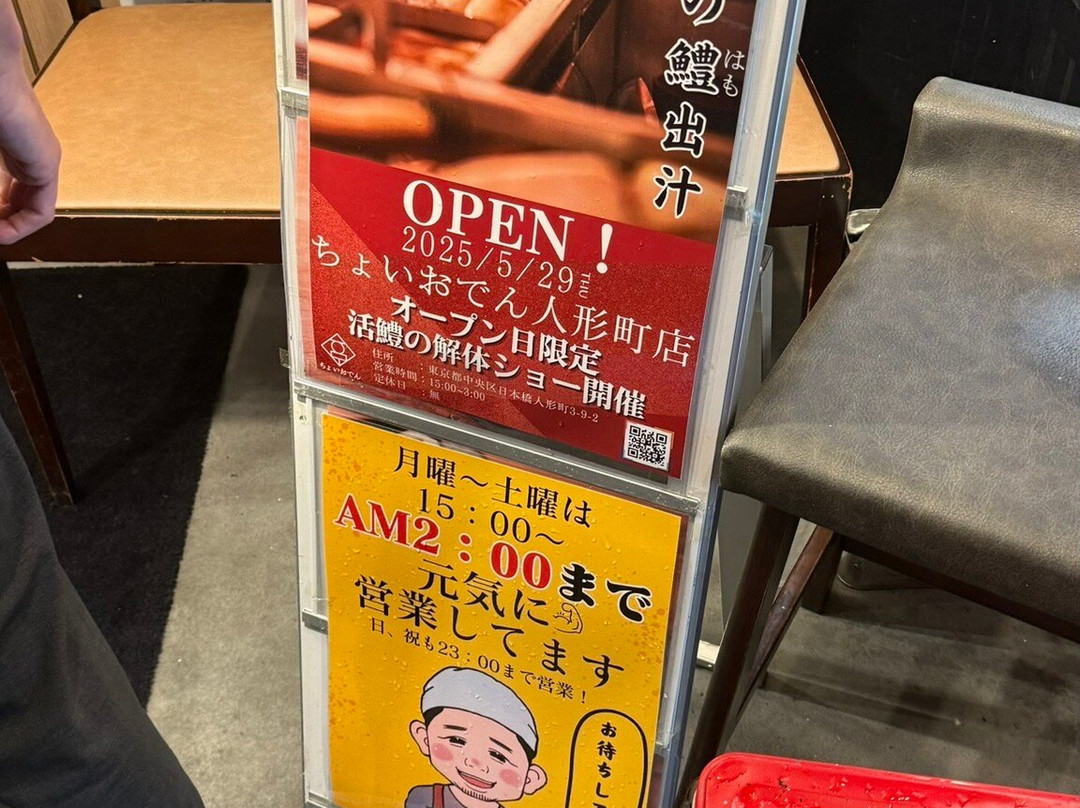 の鱧出汁
はも
OPEN！
2025/5/29 THU
ちょいおでん人形町店
オープン日限定
活鱧の解体ショー開催
ちょいおでん
住所：東京都中央区日本橋人形町3-9-2
営業時間：15:00~3:00
定休日：無
月曜～土曜は
15：00～
AM2：00まで
元気に
営業してます
日、祝も23：00まで営業！
お待ちし